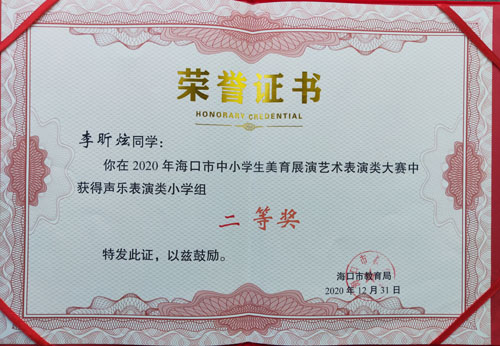 荣誉证书
HONORARY CREDENTIAL
李昕炫同学：
你在2020年海口市中小学生美育展演艺术表演类大赛中
获得声乐表演类小学组
二等奖
特发此证，以兹鼓励。
海口市教育局
2020年12月31日